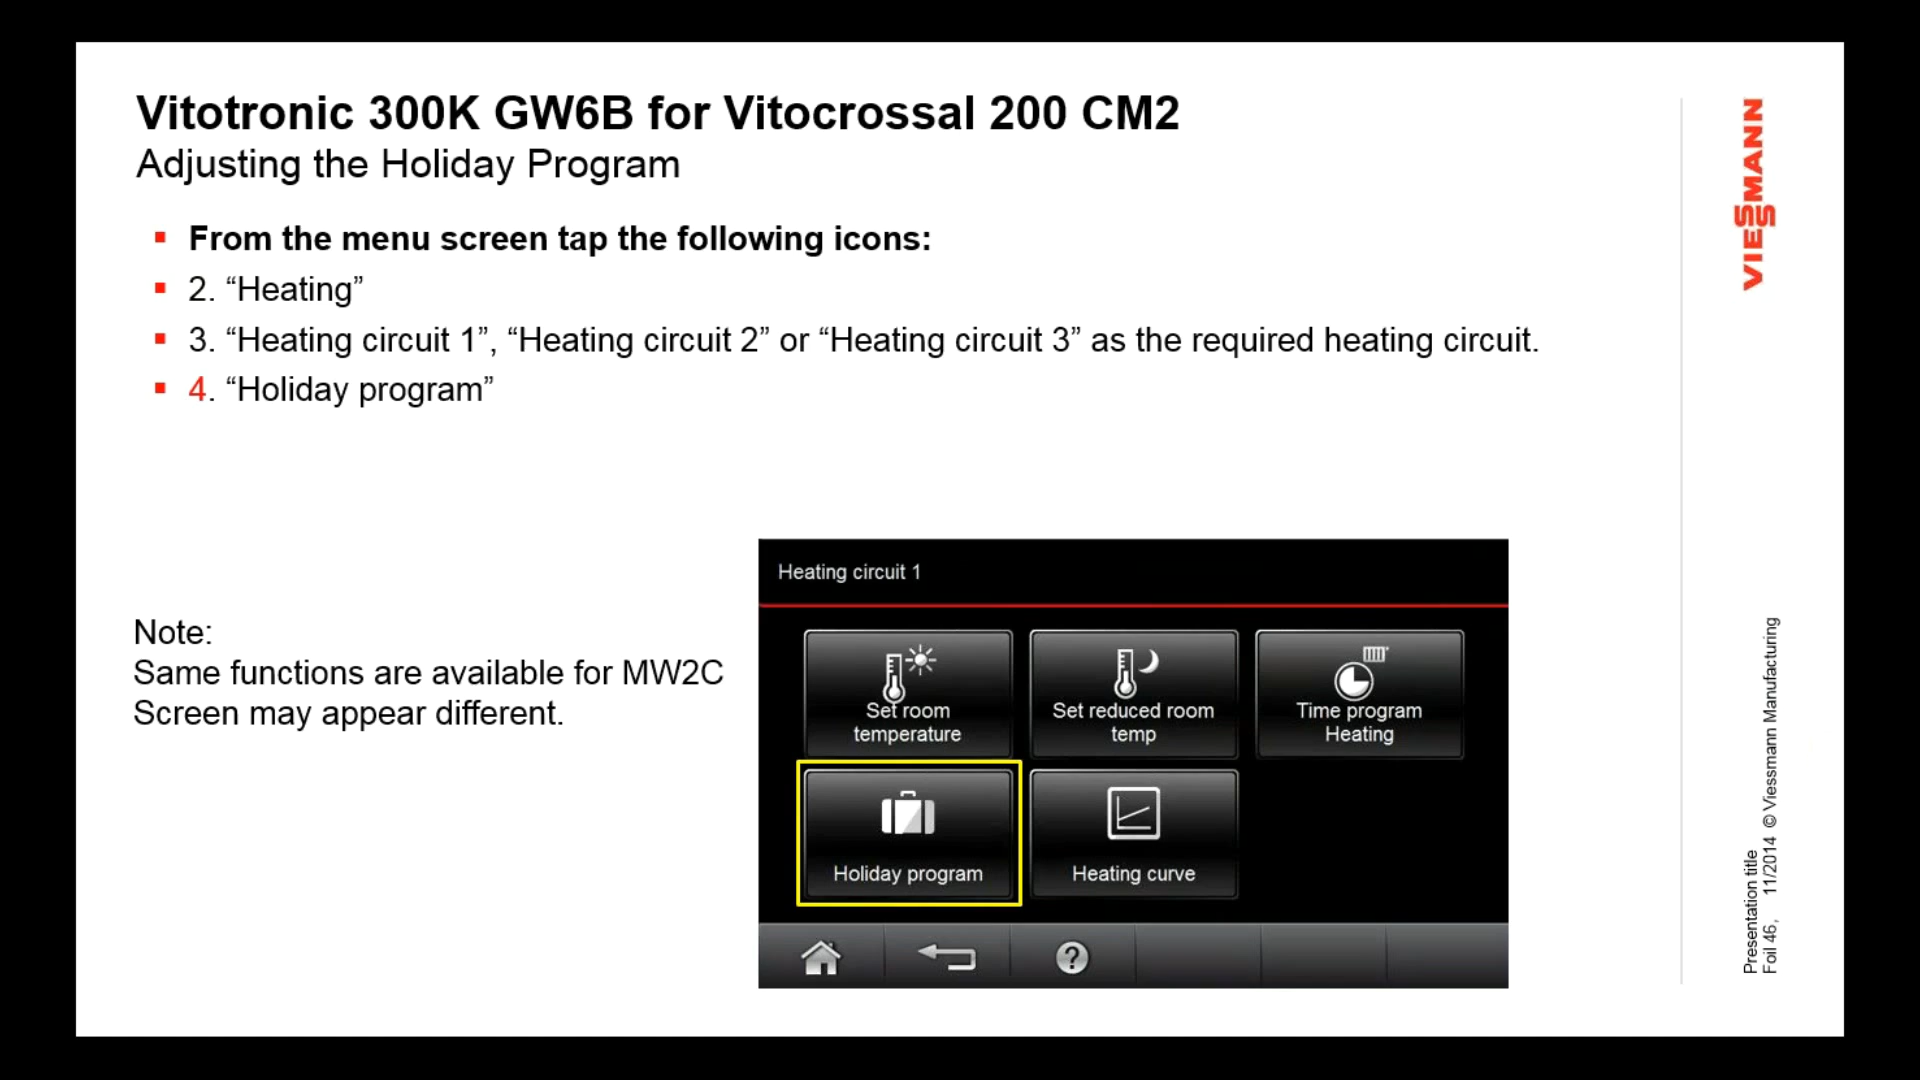 Vitotronic 300K GW6B for Vitocrossal 200 CM2
Adjusting the Holiday Program
From the menu screen tap the following icons:
2. “Heating”
3. “Heating circuit 1”, “Heating circuit 2” or “Heating circuit 3” as the required heating circuit.
4. “Holiday program”
Note:
Same functions are available for MW2C
Screen may appear different.
Heating circuit 1
Set room
temperature
Set reduced room
temp
Time program
Heating
Holiday program
Heating curve
?
VIESSMANN
Presentation title
Foil 46, 11/2014 © Viessmann Manufacturing